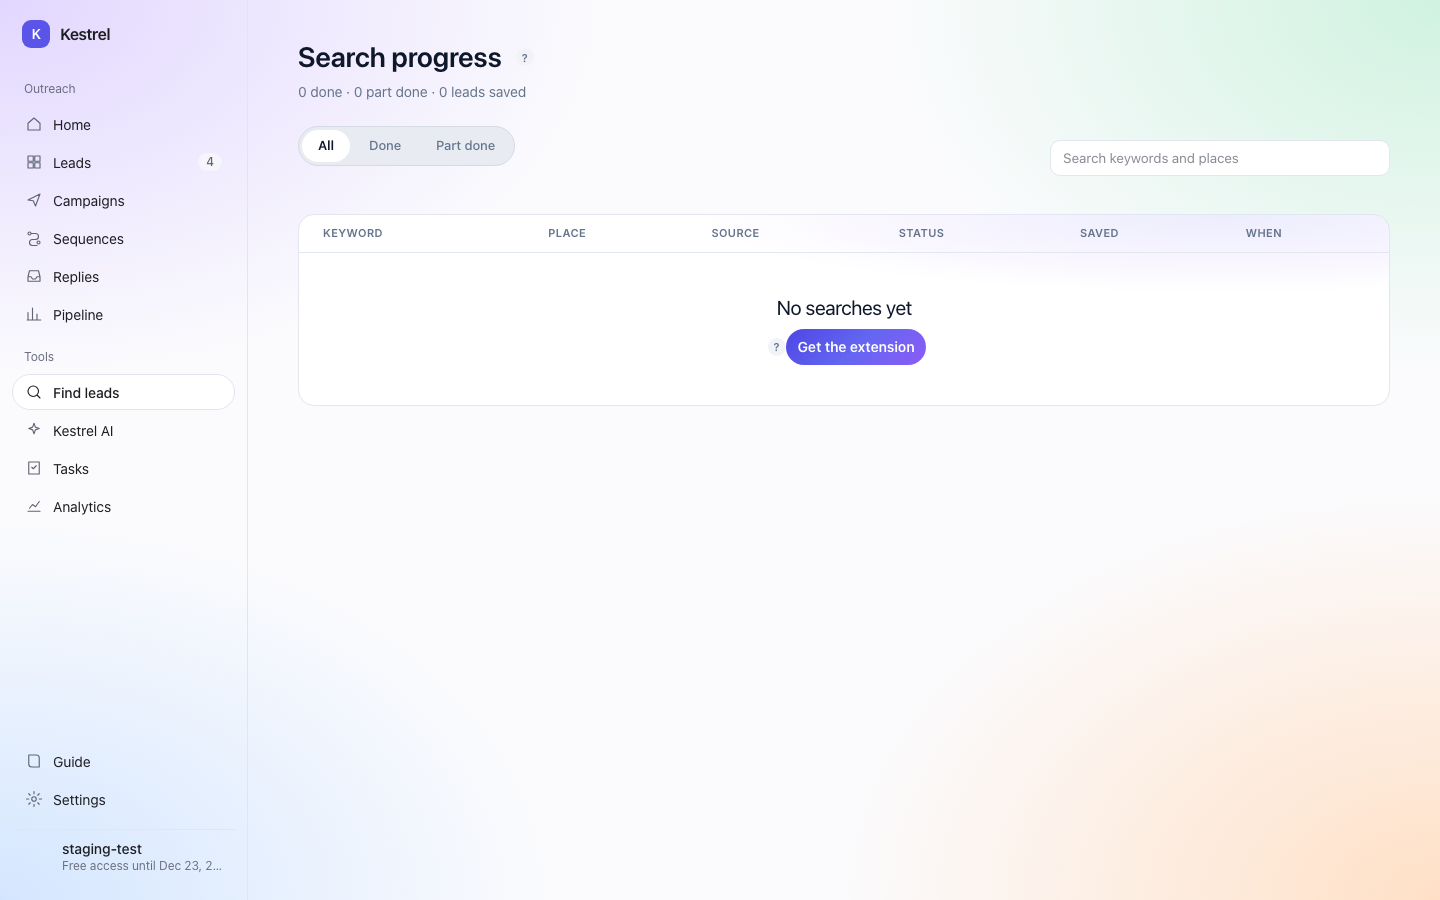 K Kestrel
Outreach
Home
Leads 4
Campaigns
Sequences
Replies
Pipeline
Tools
Find leads
Kestrel AI
Tasks
Analytics
Guide
Settings
staging-test
Free access until Dec 23, 2...
Search progress ?
0 done · 0 part done · 0 leads saved
All Done Part done
Search keywords and places
KEYWORD PLACE SOURCE STATUS SAVED WHEN
No searches yet
? Get the extension